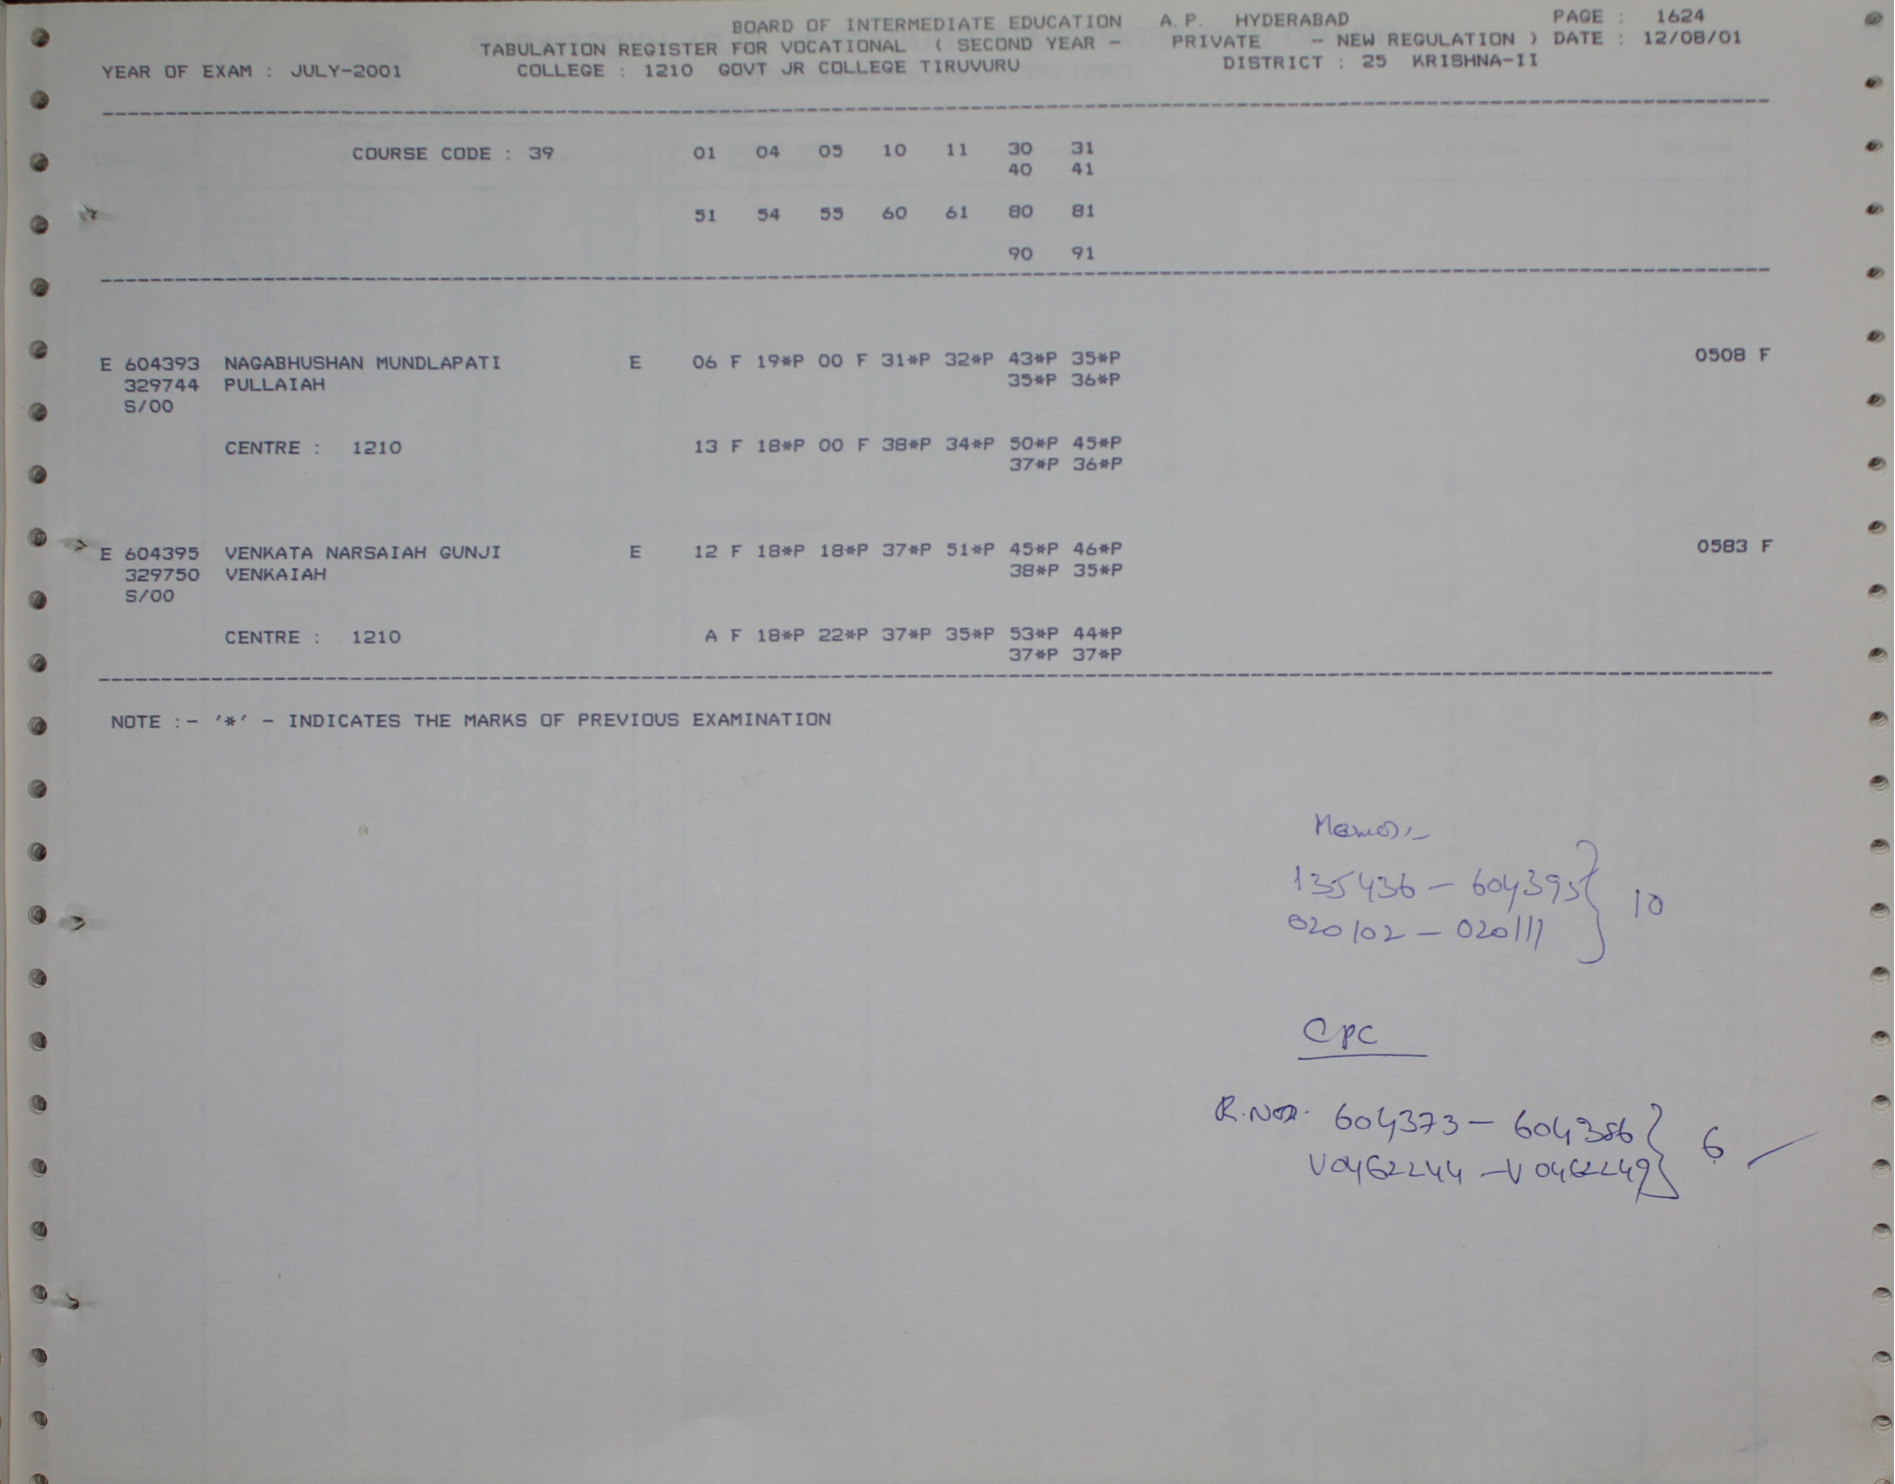 BOARD OF INTERMEDIATE EDUCATION A.P. HYDERABAD PAGE : 1624
TABULATION REGISTER FOR VOCATIONAL ( SECOND YEAR - PRIVATE - NEW REGULATION ) DATE : 12/08/01
YEAR OF EXAM : JULY-2001 COLLEGE : 1210 GOVT JR COLLEGE TIRUVURU DISTRICT : 25 KRISHNA-II
COURSE CODE : 39 01 04 05 10 11 30 31
40 41
51 54 55 60 61 80 81
90 91
E 604393 NAGABHUSHAN MUNDLAPATI E 06 F 19*P 00 F 31*P 32*P 43*P 35*P 0508 F
329744 PULLAIAH 35*P 36*P
S/00
CENTRE : 1210 13 F 18*P 00 F 38*P 34*P 50*P 45*P
37*P 36*P
E 604395 VENKATA NARSAIAH GUNJI E 12 F 18*P 18*P 37*P 51*P 45*P 46*P 0583 F
329750 VENKAIAH 38*P 35*P
S/00
CENTRE : 1210 A F 18*P 22*P 37*P 35*P 53*P 44*P
37*P 37*P
NOTE :- '*' - INDICATES THE MARKS OF PREVIOUS EXAMINATION
Memos:-
135436 - 604395 } 10
020102 - 020111
CPC
R.Nos. 604373 - 604386 } 6
V0462244 - V0462249